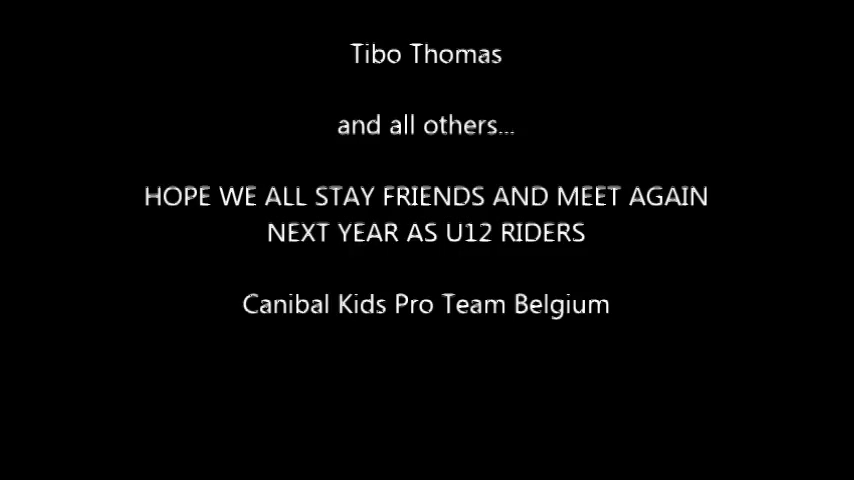 Tibo Thomas
and all others...
HOPE WE ALL STAY FRIENDS AND MEET AGAIN
NEXT YEAR AS U12 RIDERS
Canibal Kids Pro Team Belgium